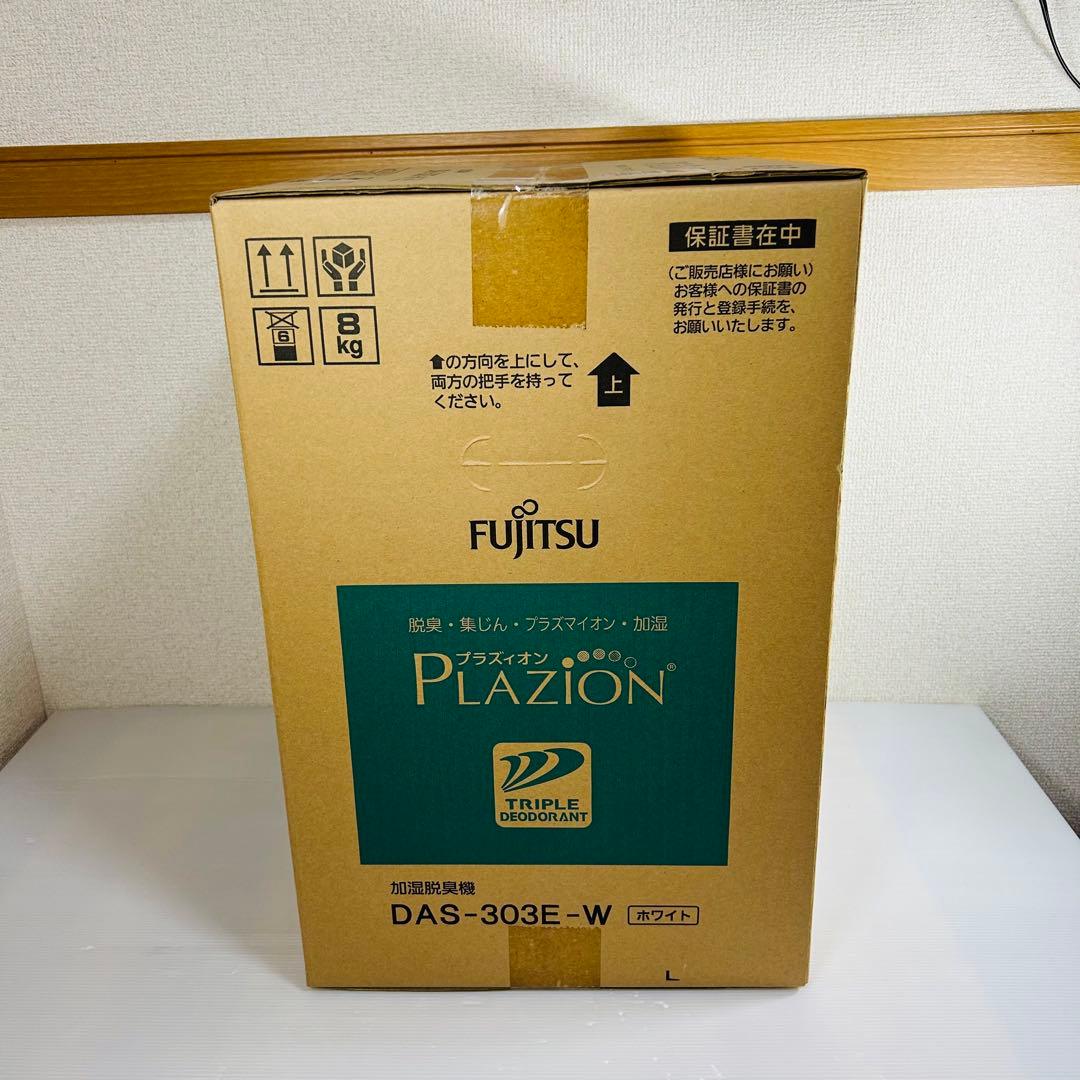 保証書在中
(ご販売店様にお願い)
お客様への保証書の
発行と登録手続を、
お願いいたします。
6
8
kg
⬆の方向を上にして、
両方の把手を持って
ください。
上
FUJITSU
脱臭・集じん・プラズマイオン・加湿
プラズィオン
PLAZION®
TRIPLE
DEODORANT
加湿脱臭機
DAS-303E-W ホワイト
L